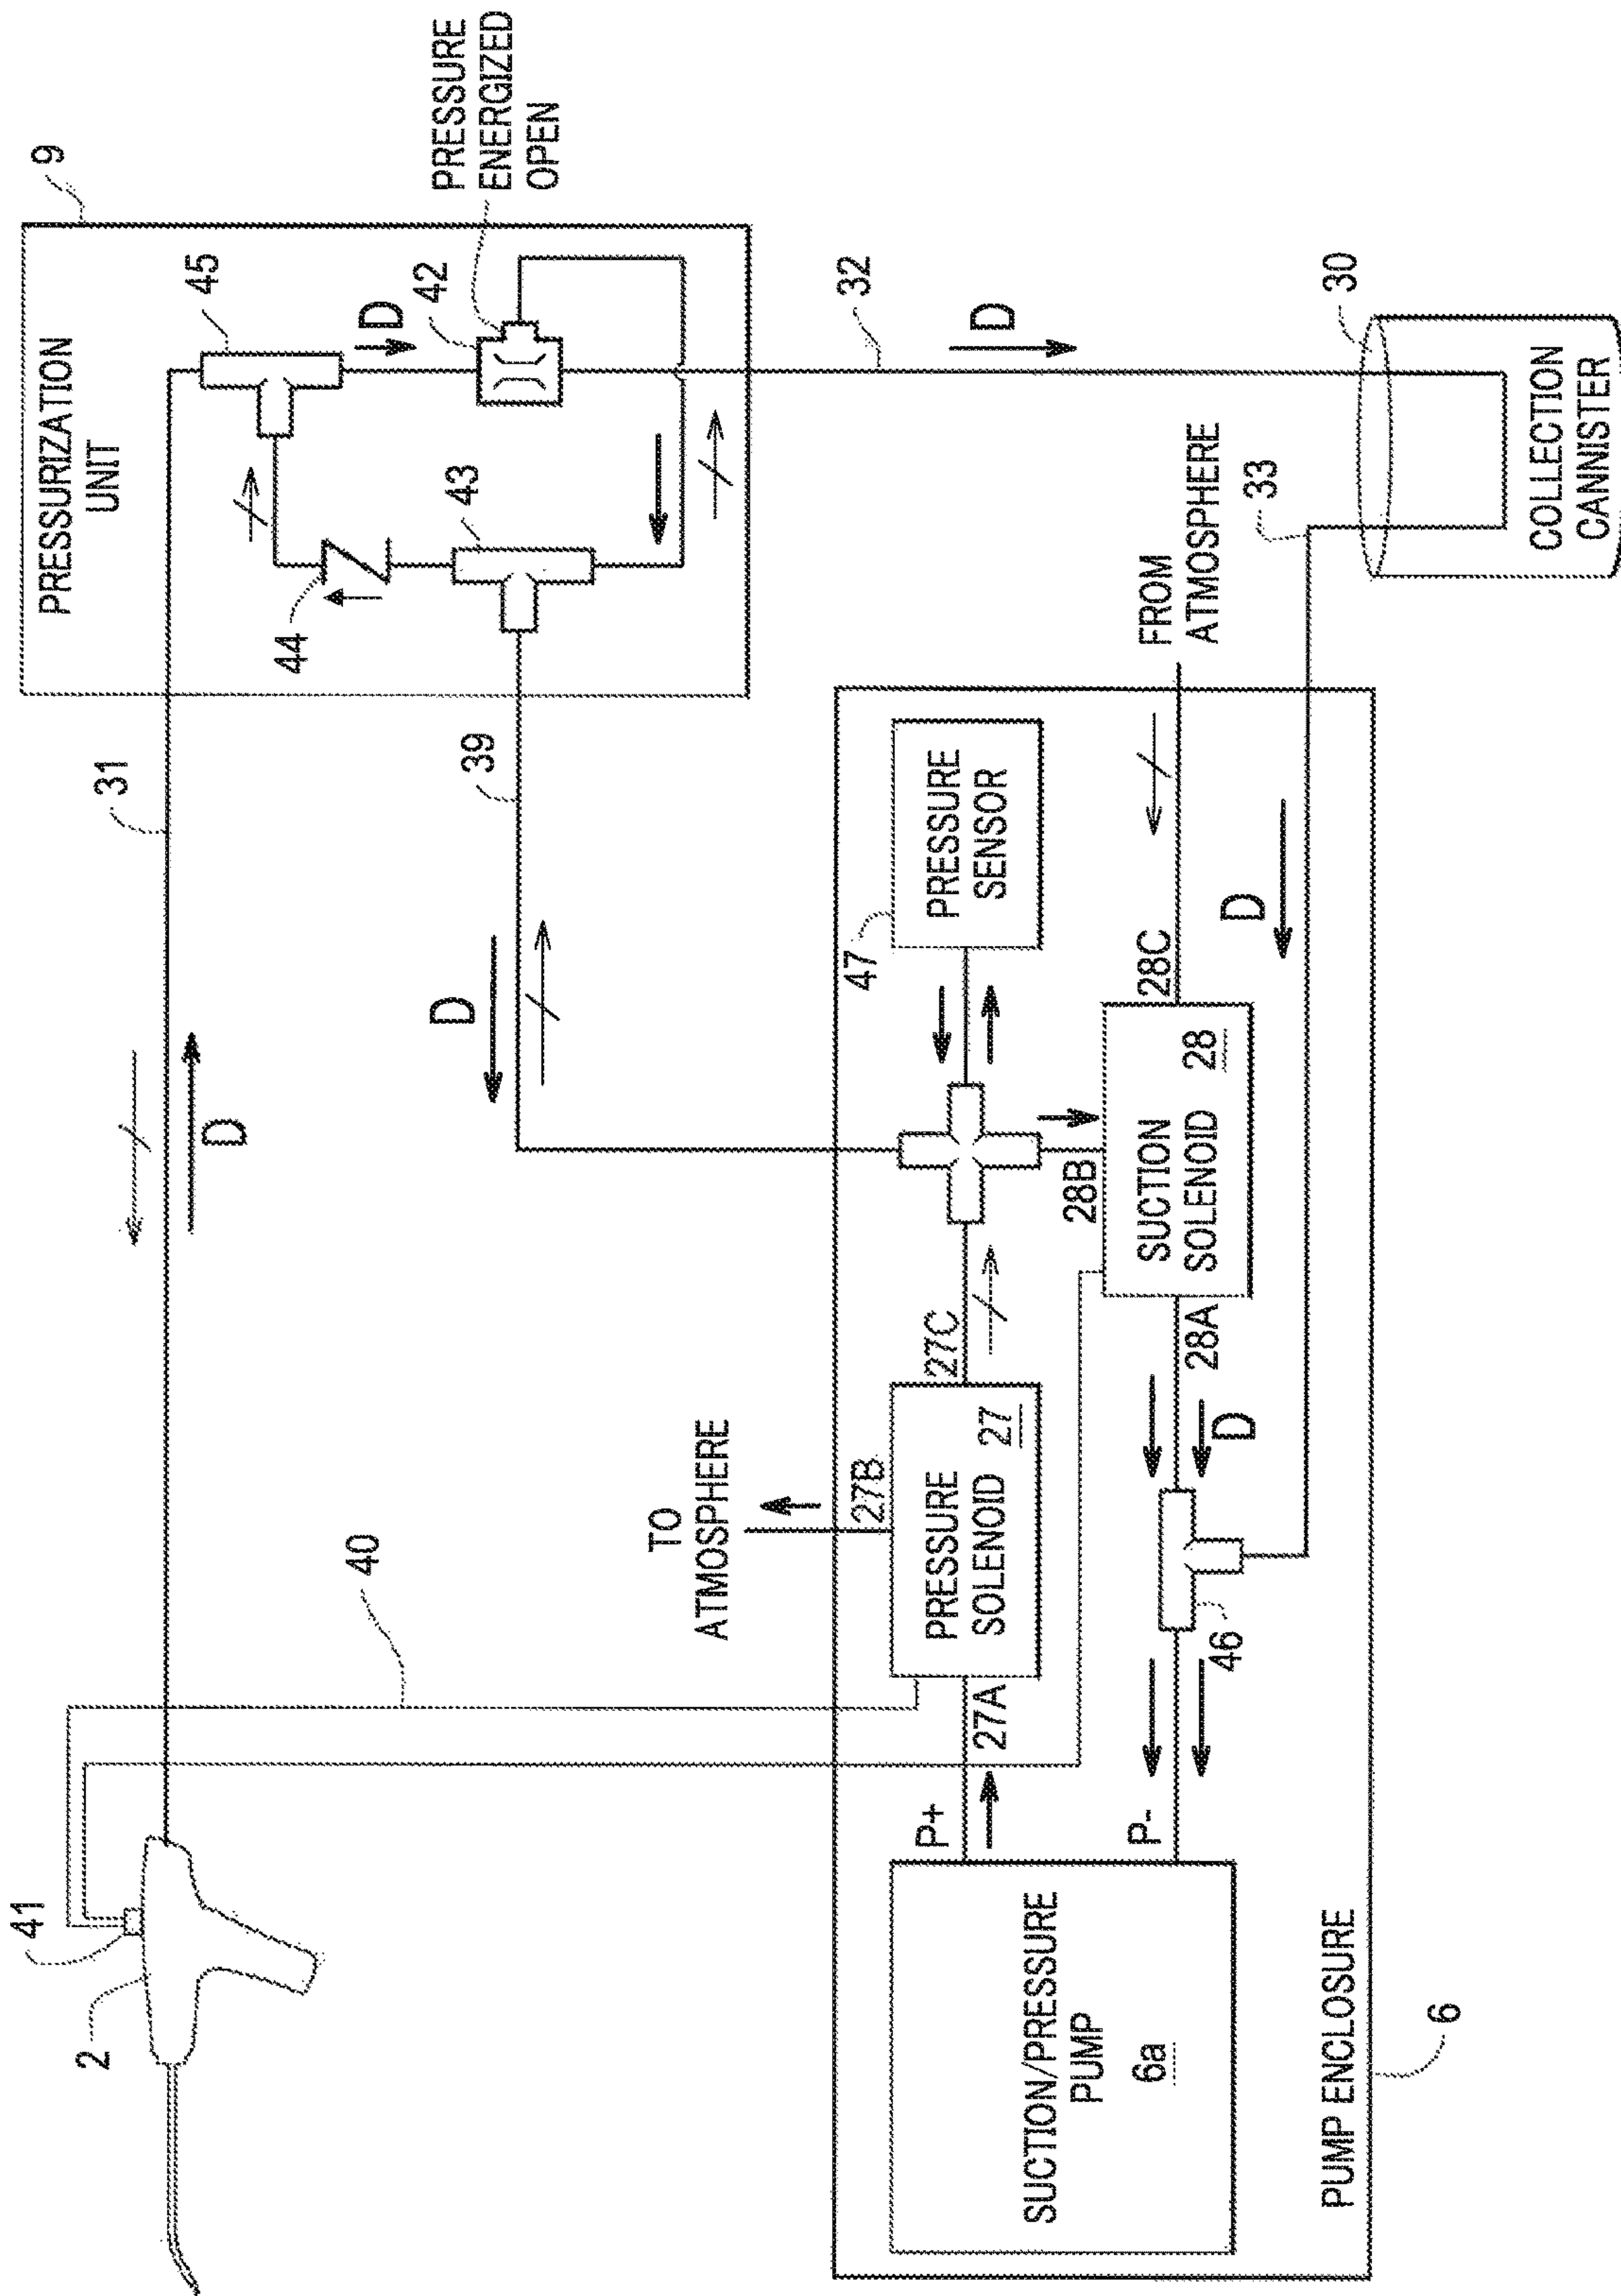 9
PRESSURIZATION
UNIT
45
D
42
PRESSURE
ENERGIZED
OPEN
43
44
31
39
D
D
32
D
30
COLLECTION
CANNISTER
33
FROM
ATMOSPHERE
47
PRESSURE
SENSOR
28C
D
28B
SUCTION
SOLENOID 28
28A
D
27C
TO
ATMOSPHERE
27B
PRESSURE
SOLENOID 27
27A
46
40
41
2
P+
P-
SUCTION/PRESSURE
PUMP
6a
PUMP ENCLOSURE
6